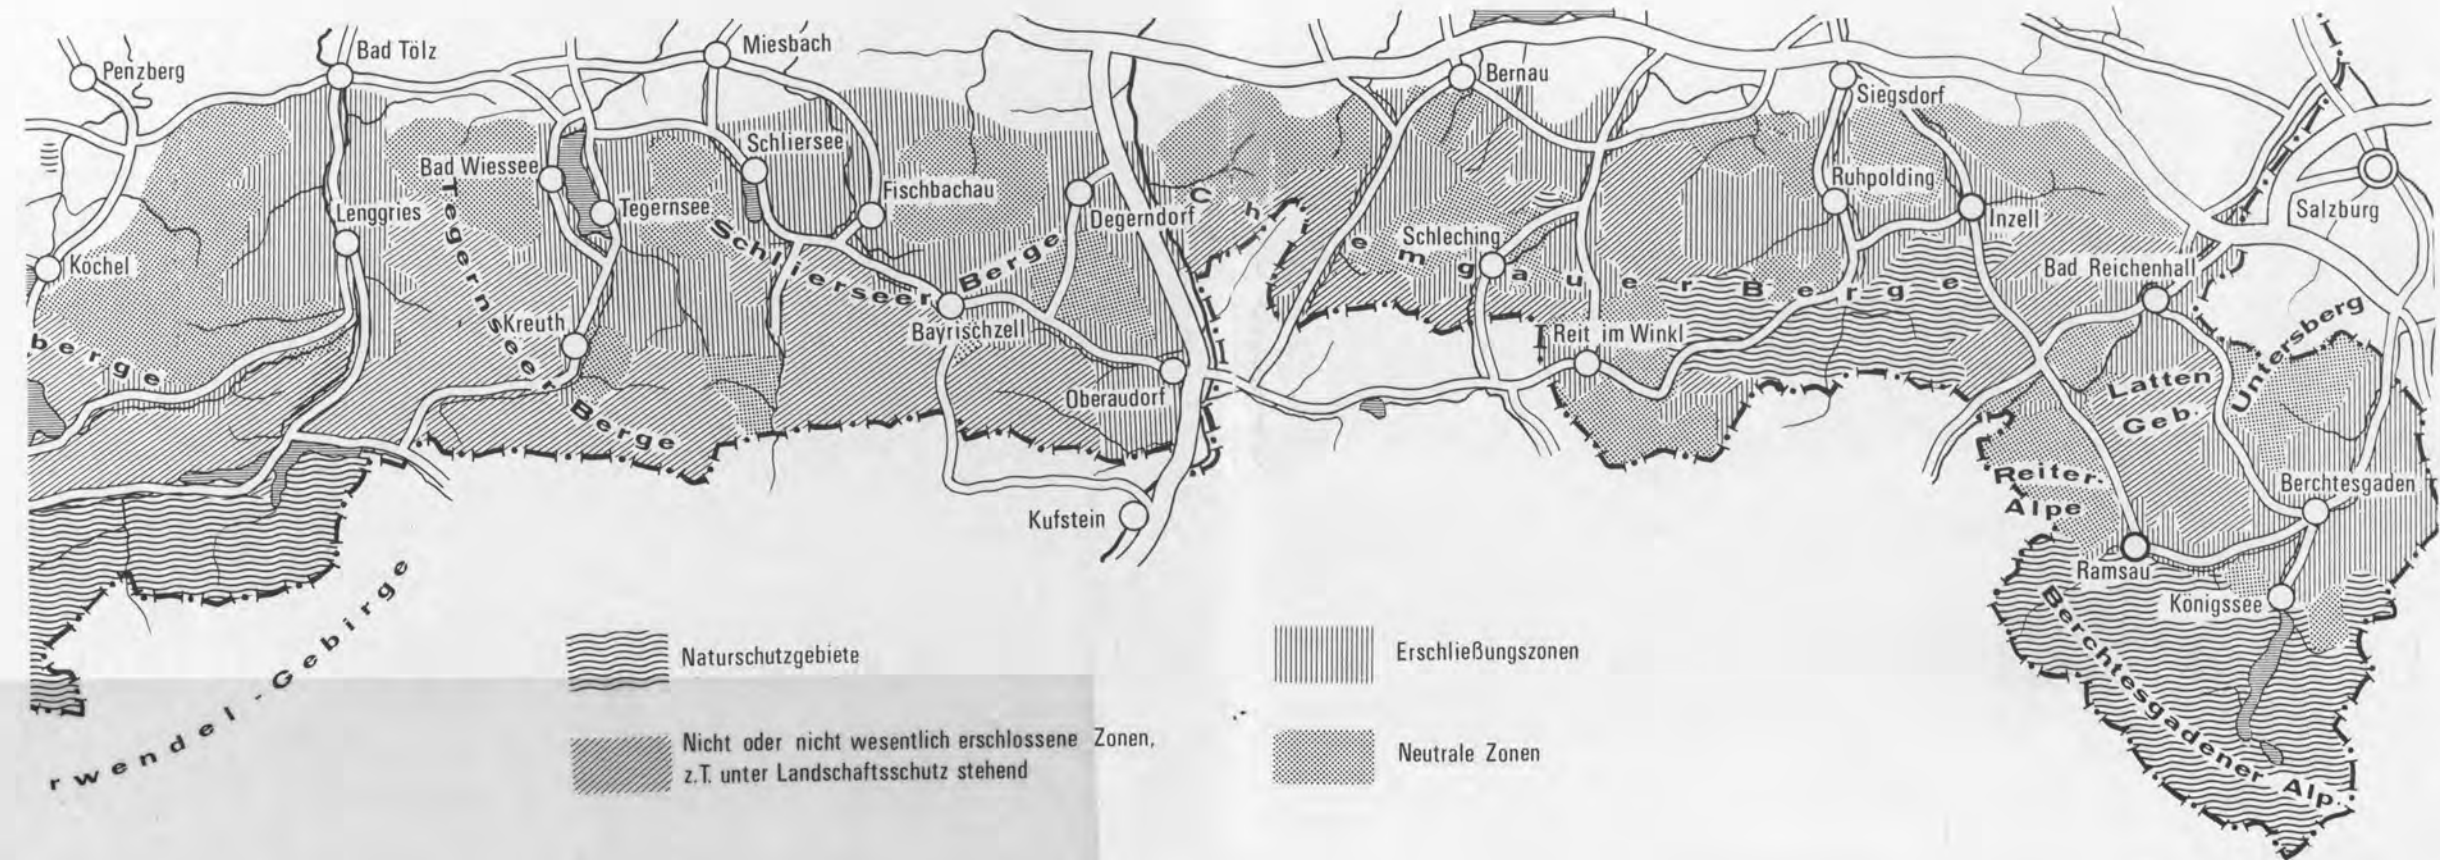 Penzberg
Bad Tölz
Miesbach
Bernau
Siegsdorf
Schliersee
Bad Wiessee
Fischbachau
Ruhpolding
Lenggries
Tegernsee
Degerndorf
Inzell
Salzburg
Kochel
Schleching
Bad Reichenhall
Tegernseer
Berge
Schlierseer Berge
Chemgauer Berge
Kreuth
Bayrischzell
Reit im Winkl
berge
Oberaudorf
Latten
Geb.
Untersberg
Reiter-
Alpe
Berchtesgaden
Kufstein
Ramsau
Königssee
Berchtesgadener Alp.
rwendel-Gebirge
Naturschutzgebiete
Nicht oder nicht wesentlich erschlossene Zonen,
z.T. unter Landschaftsschutz stehend
Erschließungszonen
Neutrale Zonen